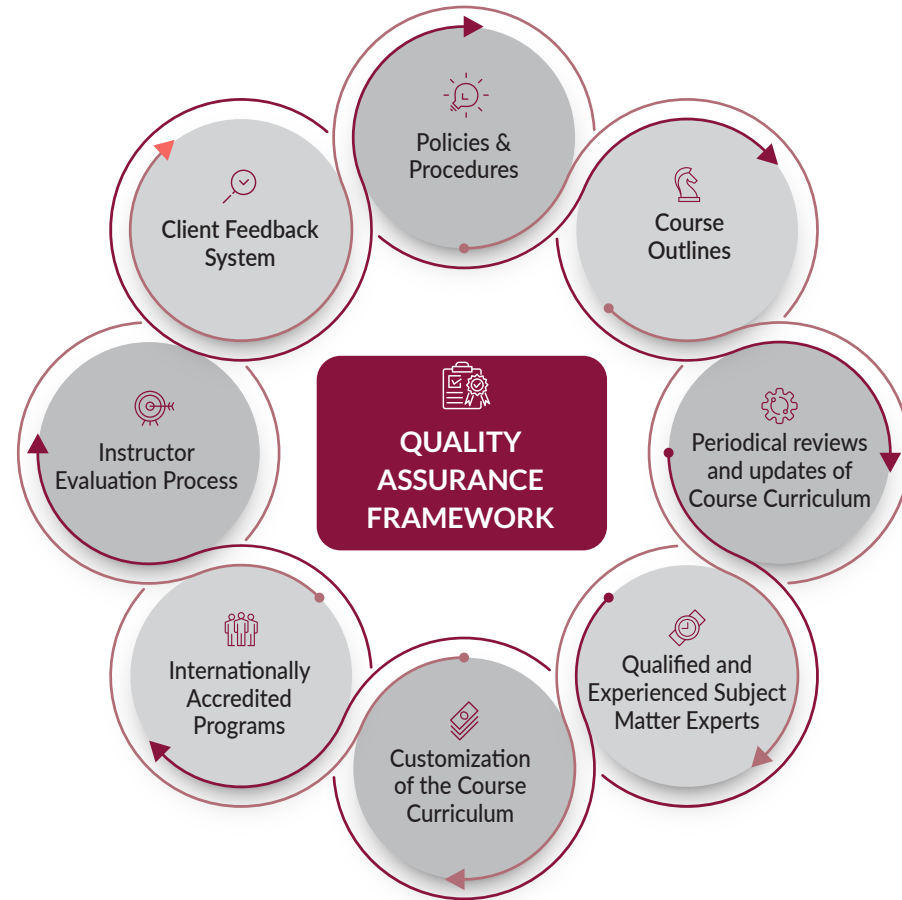 Policies &
Procedures
Course
Outlines
Periodical reviews
and updates of
Course Curriculum
Qualified and
Experienced Subject
Matter Experts
Customization
of the Course
Curriculum
Internationally
Accredited
Programs
Instructor
Evaluation Process
Client Feedback
System
QUALITY
ASSURANCE
FRAMEWORK